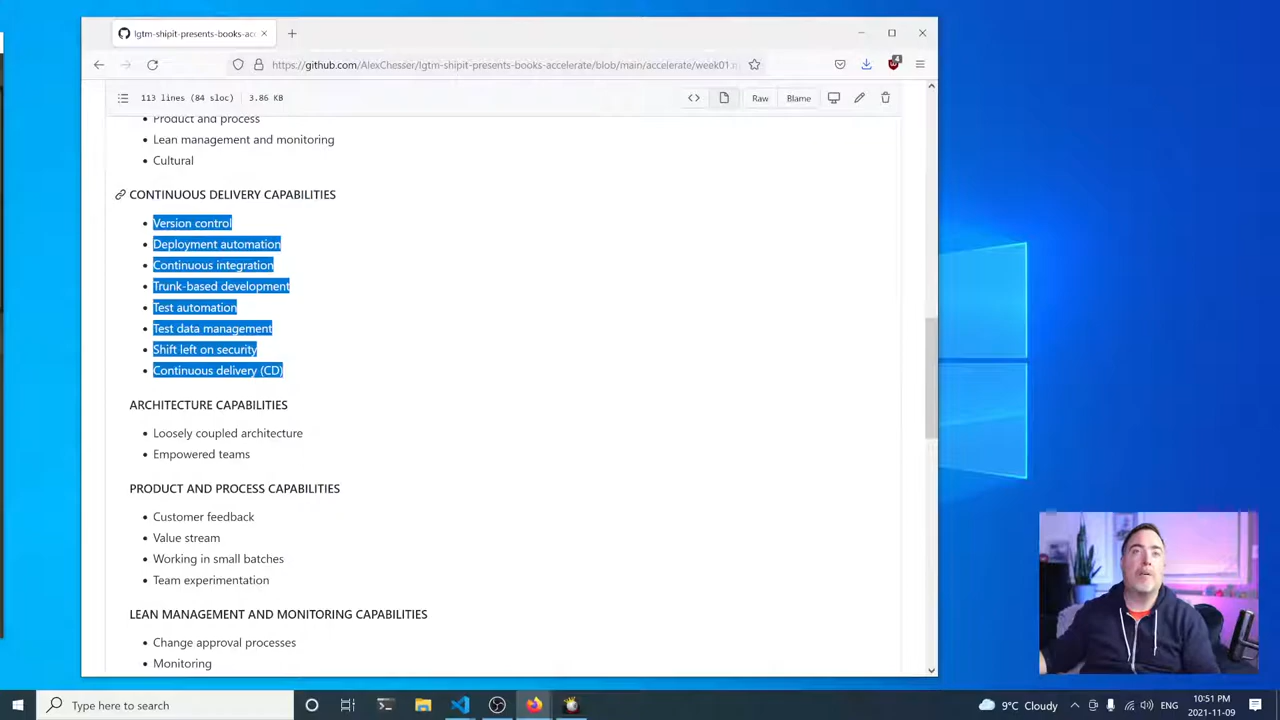 lgtm-shipit-presents-books-acc
https://github.com/AlexChesser/lgtm-shipit-presents-books-accelerate/blob/main/accelerate/week01.
4
113 lines (84 sloc) | 3.86 KB
Raw
Blame
Product and process
Lean management and monitoring
Cultural
CONTINUOUS DELIVERY CAPABILITIES
Version control
Deployment automation
Continuous integration
Trunk-based development
Test automation
Test data management
Shift left on security
Continuous delivery (CD)
ARCHITECTURE CAPABILITIES
Loosely coupled architecture
Empowered teams
PRODUCT AND PROCESS CAPABILITIES
Customer feedback
Value stream
Working in small batches
Team experimentation
LEAN MANAGEMENT AND MONITORING CAPABILITIES
Change approval processes
Monitoring
Type here to search
9°C Cloudy
ENG
10:51 PM
2021-11-09